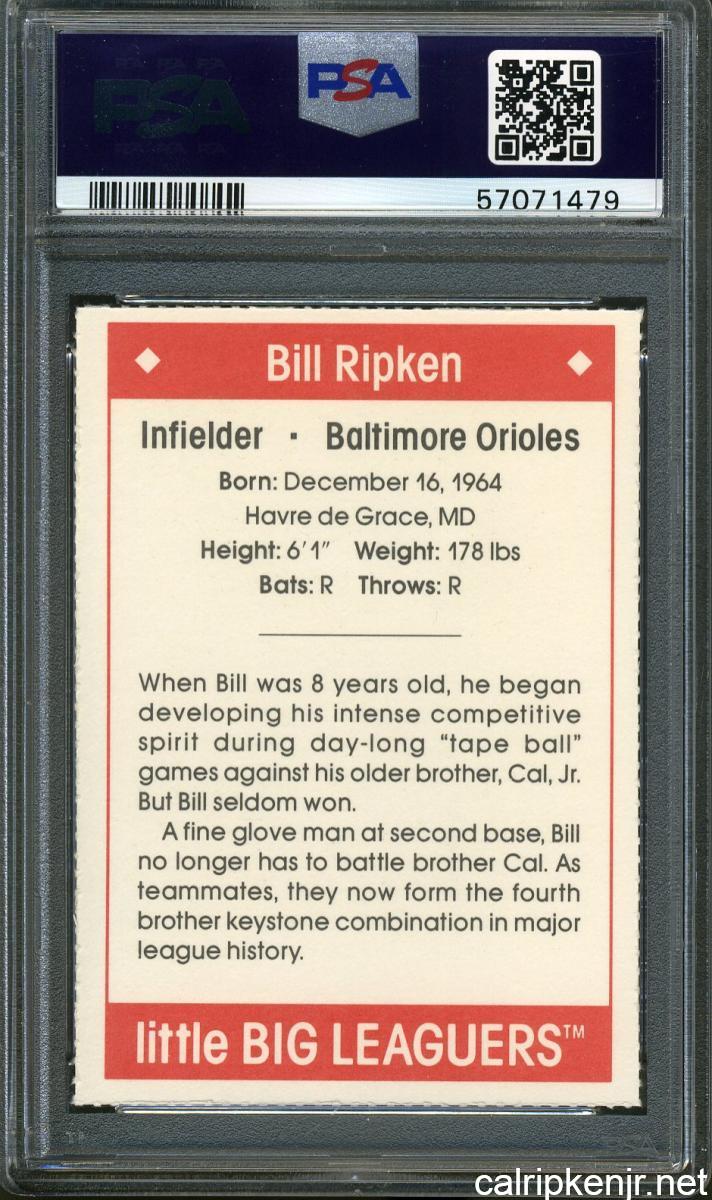 PSA
57071479
Bill Ripken
Infielder · Baltimore Orioles
Born: December 16, 1964
Havre de Grace, MD
Height: 6'1" Weight: 178 lbs
Bats: R Throws: R
When Bill was 8 years old, he began
developing his intense competitive
spirit during day-long “tape ball”
games against his older brother, Cal, Jr.
But Bill seldom won.
A fine glove man at second base, Bill
no longer has to battle brother Cal. As
teammates, they now form the fourth
brother keystone combination in major
league history.
little BIG LEAGUERS™
calripkenjr.net